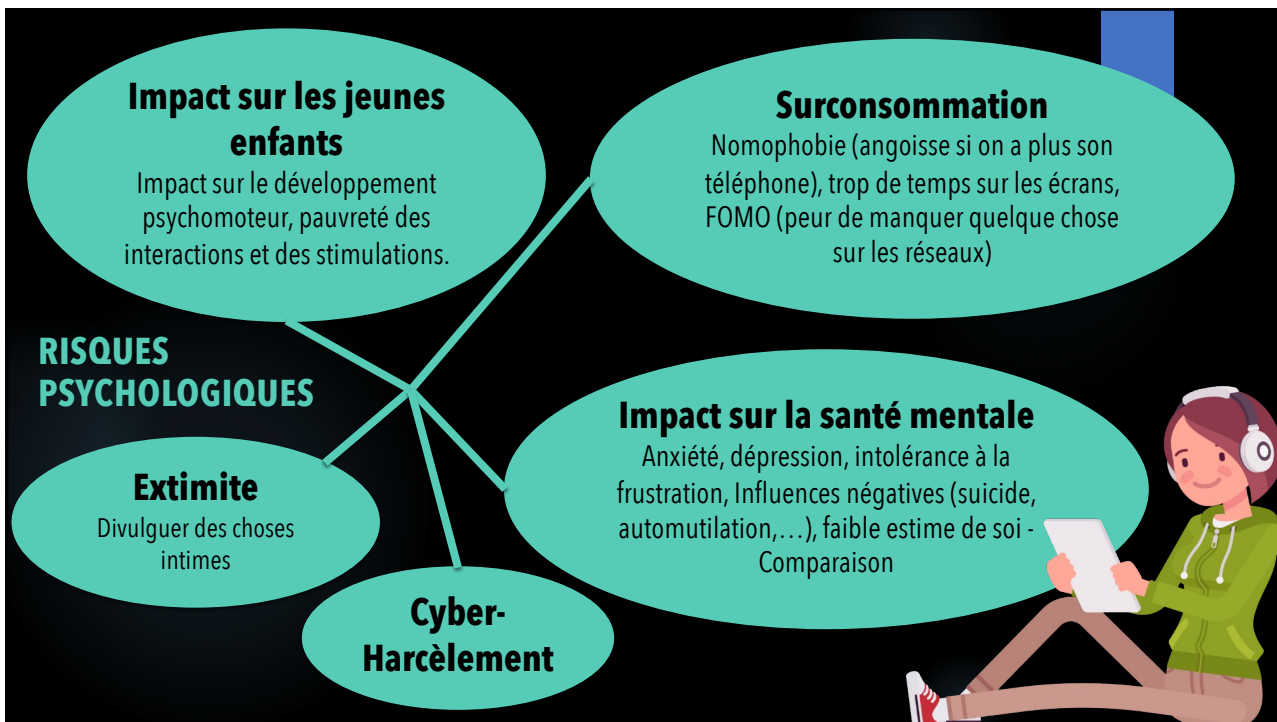 Impact sur les jeunes
enfants
Impact sur le développement
psychomoteur, pauvreté des
interactions et des stimulations.
Surconsommation
Nomophobie (angoisse si on a plus son
téléphone), trop de temps sur les écrans,
FOMO (peur de manquer quelque chose
sur les réseaux)
RISQUES
PSYCHOLOGIQUES
Impact sur la santé mentale
Anxiété, dépression, intolérance à la
frustration, Influences négatives (suicide,
automutilation,…), faible estime de soi -
Comparaison
Extimite
Divulguer des choses
intimes
Cyber-
Harcèlement